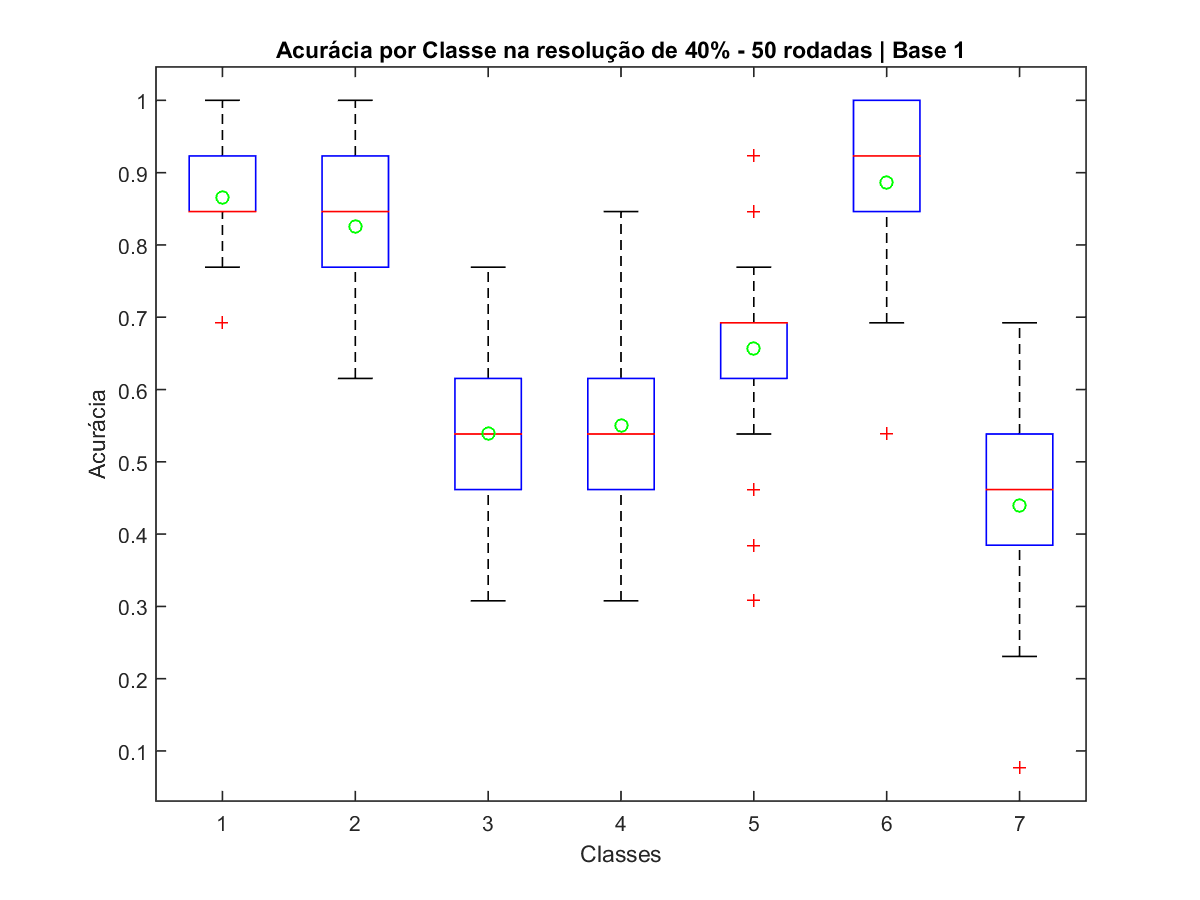 Acurácia por Classe na resolução de 40% - 50 rodadas | Base 1
1
0.9
0.8
0.7
0.6
0.5
0.4
0.3
0.2
0.1
Acurácia
1 2 3 4 5 6 7
Classes